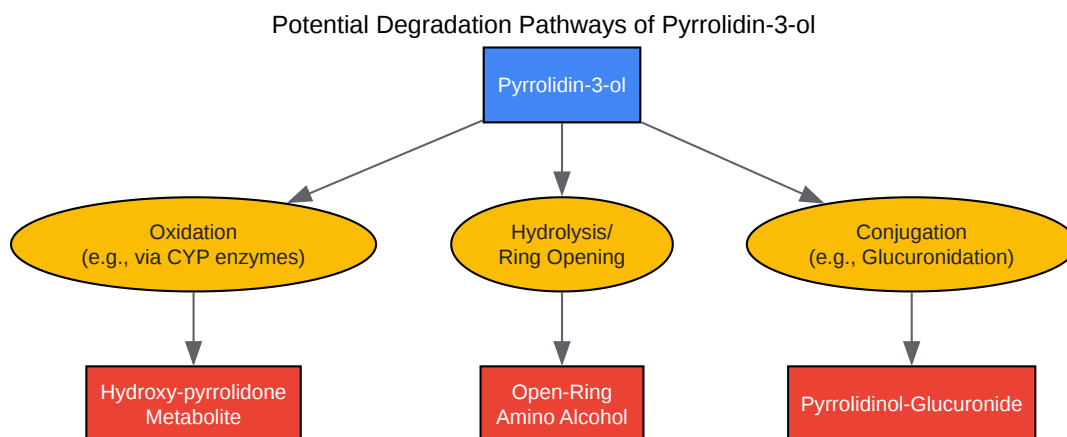 Potential Degradation Pathways of Pyrrolidin-3-ol
Pyrrolidin-3-ol
Oxidation
(e.g., via CYP enzymes)
Hydrolysis/
Ring Opening
Conjugation
(e.g., Glucuronidation)
Hydroxy-pyrrolidone
Metabolite
Open-Ring
Amino Alcohol
Pyrrolidinol-Glucuronide